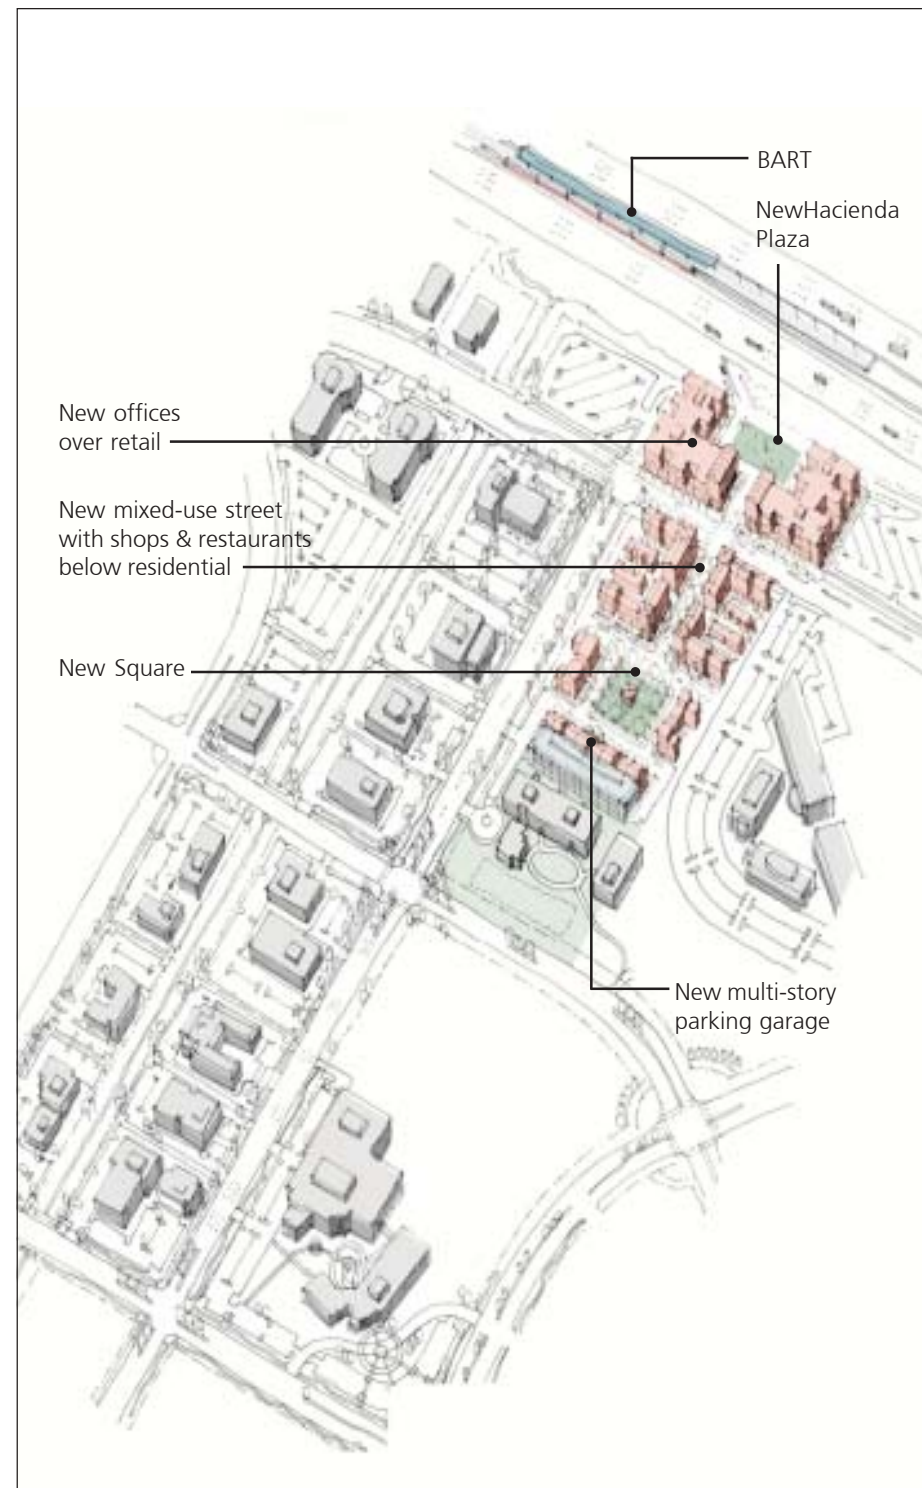 BART
NewHacienda
Plaza
New offices
over retail
New mixed-use street
with shops & restaurants
below residential
New Square
New multi-story
parking garage